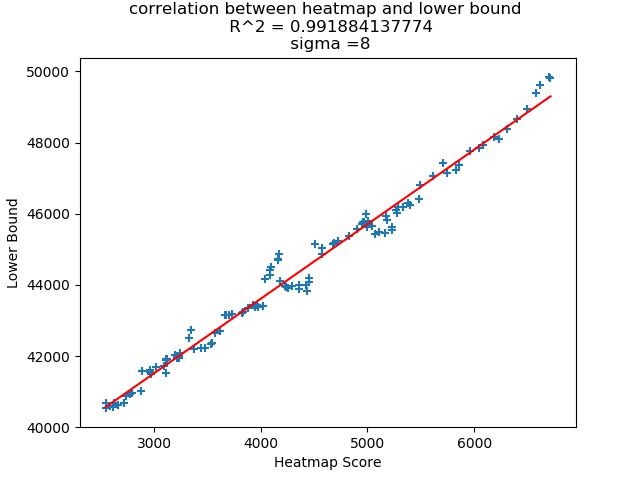 correlation between heatmap and lower bound
R^2 = 0.991884137774
sigma =8
50000
48000
46000
44000
42000
40000
Lower Bound
3000 4000 5000 6000
Heatmap Score